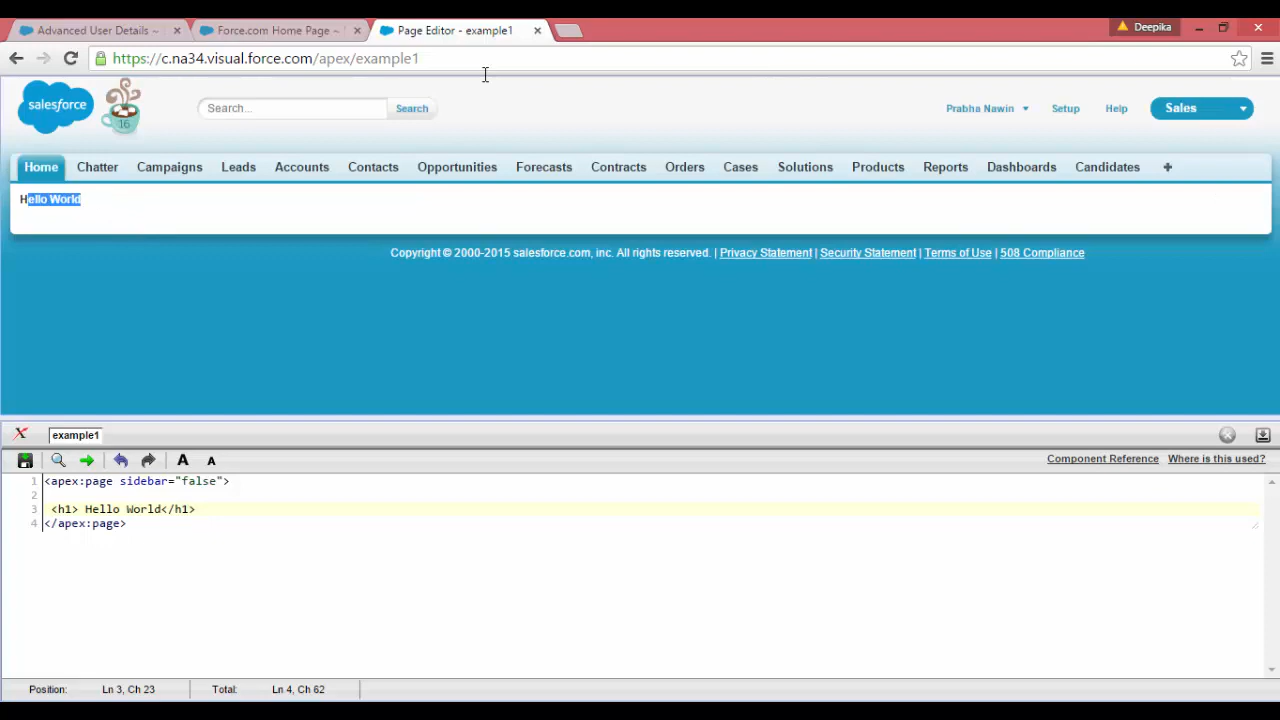 Advanced User Details ~
Force.com Home Page ~
Page Editor - example1
Deepika
https://c.na34.visual.force.com/apex/example1
salesforce
16
Search...
Search
Prabha Nawin
Setup
Help
Sales
Home Chatter Campaigns Leads Accounts Contacts Opportunities Forecasts Contracts Orders Cases Solutions Products Reports Dashboards Candidates +
Hello World
Copyright © 2000-2015 salesforce.com, inc. All rights reserved. | Privacy Statement | Security Statement | Terms of Use | 508 Compliance
example1
A A
Component Reference Where is this used?
1 <apex:page sidebar="false">
2
3 <h1> Hello World</h1>
4 </apex:page>
Position: Ln 3, Ch 23 Total: Ln 4, Ch 62